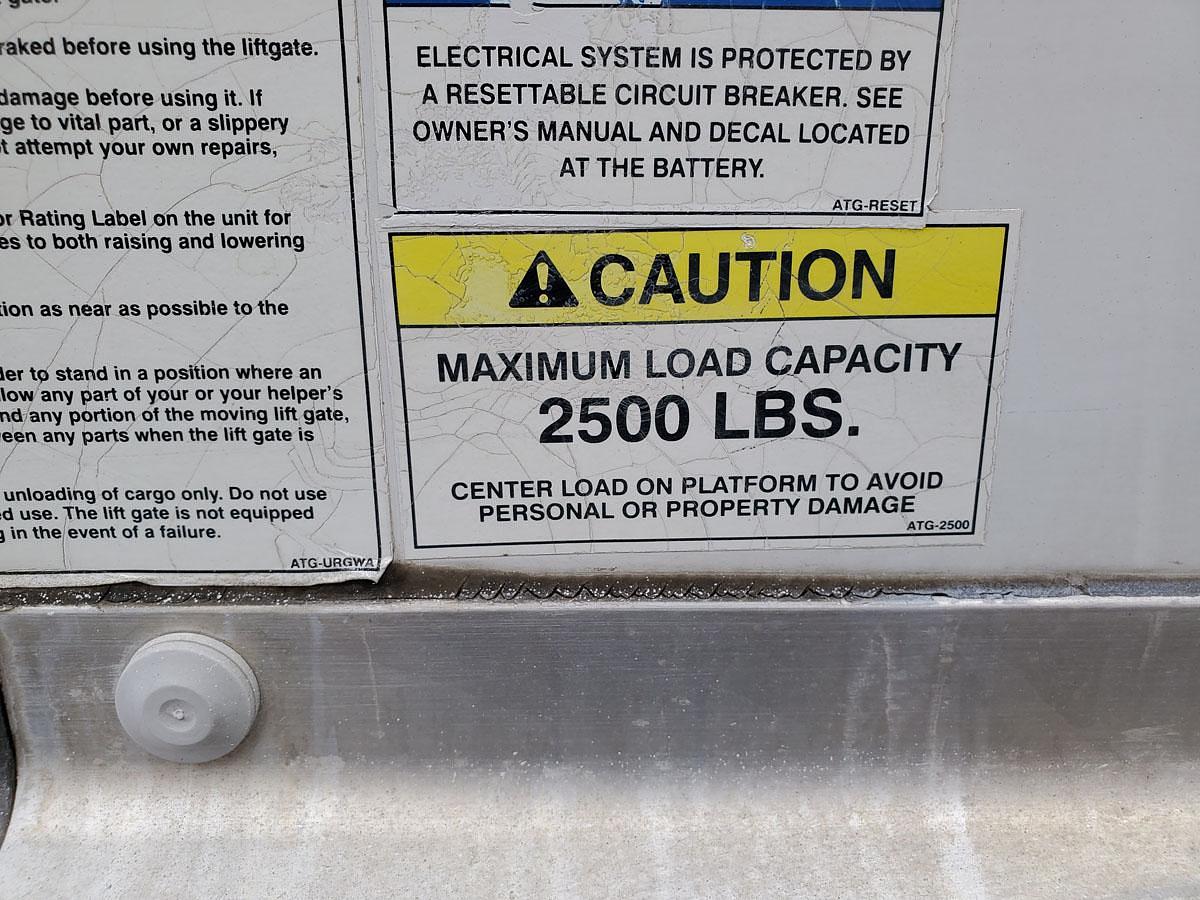 gate.
raked before using the liftgate.
damage before using it. If
ge to vital part, or a slippery
t attempt your own repairs,
or Rating Label on the unit for
es to both raising and lowering
tion as near as possible to the
der to stand in a position where an
low any part of your or your helper's
nd any portion of the moving lift gate,
een any parts when the lift gate is
unloading of cargo only. Do not use
ed use. The lift gate is not equipped
g in the event of a failure.
ATG-URGWA
ELECTRICAL SYSTEM IS PROTECTED BY
A RESETTABLE CIRCUIT BREAKER. SEE
OWNER'S MANUAL AND DECAL LOCATED
AT THE BATTERY.
ATG-RESET
CAUTION
MAXIMUM LOAD CAPACITY
2500 LBS.
CENTER LOAD ON PLATFORM TO AVOID
PERSONAL OR PROPERTY DAMAGE
ATG-2500